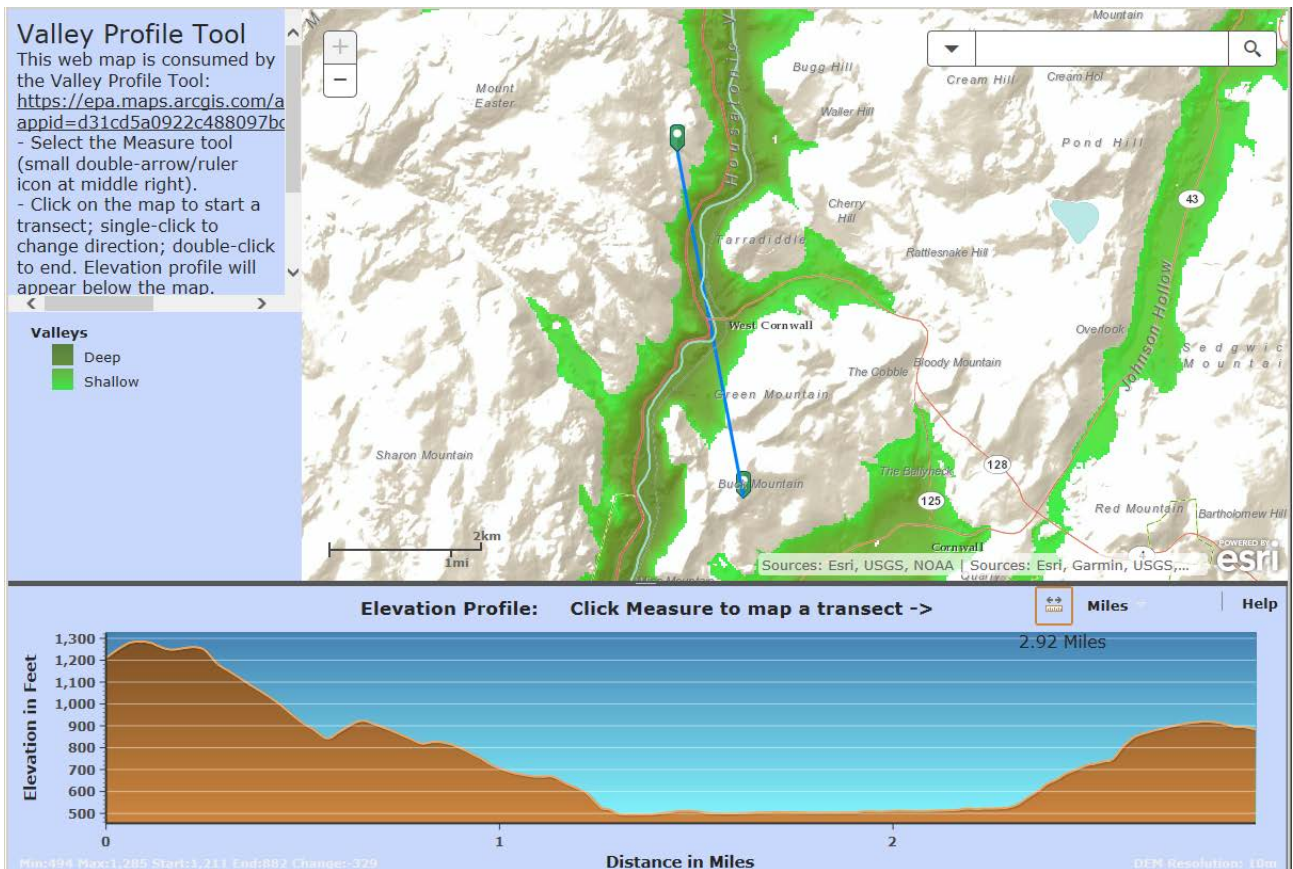 Valley Profile Tool
This web map is consumed by
the Valley Profile Tool:
https://epa.maps.arcgis.com/a
appid=d31cd5a0922c488097bc
- Select the Measure tool
(small double-arrow/ruler
icon at middle right).
- Click on the map to start a
transect; single-click to
change direction; double-click
to end. Elevation profile will
appear below the map.
Valleys
Deep
Shallow
+
−
Mountain
Mount
Easter
Housatonic
Bugg Hill
Cream Hill
Cream Hol
Waller Hill
1
Pond Hill
43
Cherry
Hill
Tarradiddle
Rattlesnake Hill
Johnson Hollow
West Cornwall
Overlook
Sedgwic
Mountai
The Cobble
Bloody Mountain
Green Mountain
Sharon Mountain
Buck Mountain
The Ballyneck
128
125
Red Mountain
Bartholomew Hill
4
Cornwall
2km
1mi
POWERED BY
esri
Sources: Esri, USGS, NOAA | Sources: Esri, Garmin, USGS,...
Elevation Profile: Click Measure to map a transect ->
Miles
Help
2.92 Miles
Elevation in Feet
1,300
1,200
1,100
1,000
900
800
700
600
500
0
1
2
Distance in Miles
Min:494 Max:1,285 Start:1,211 End:882 Change:-329
DEM Resolution: 10m